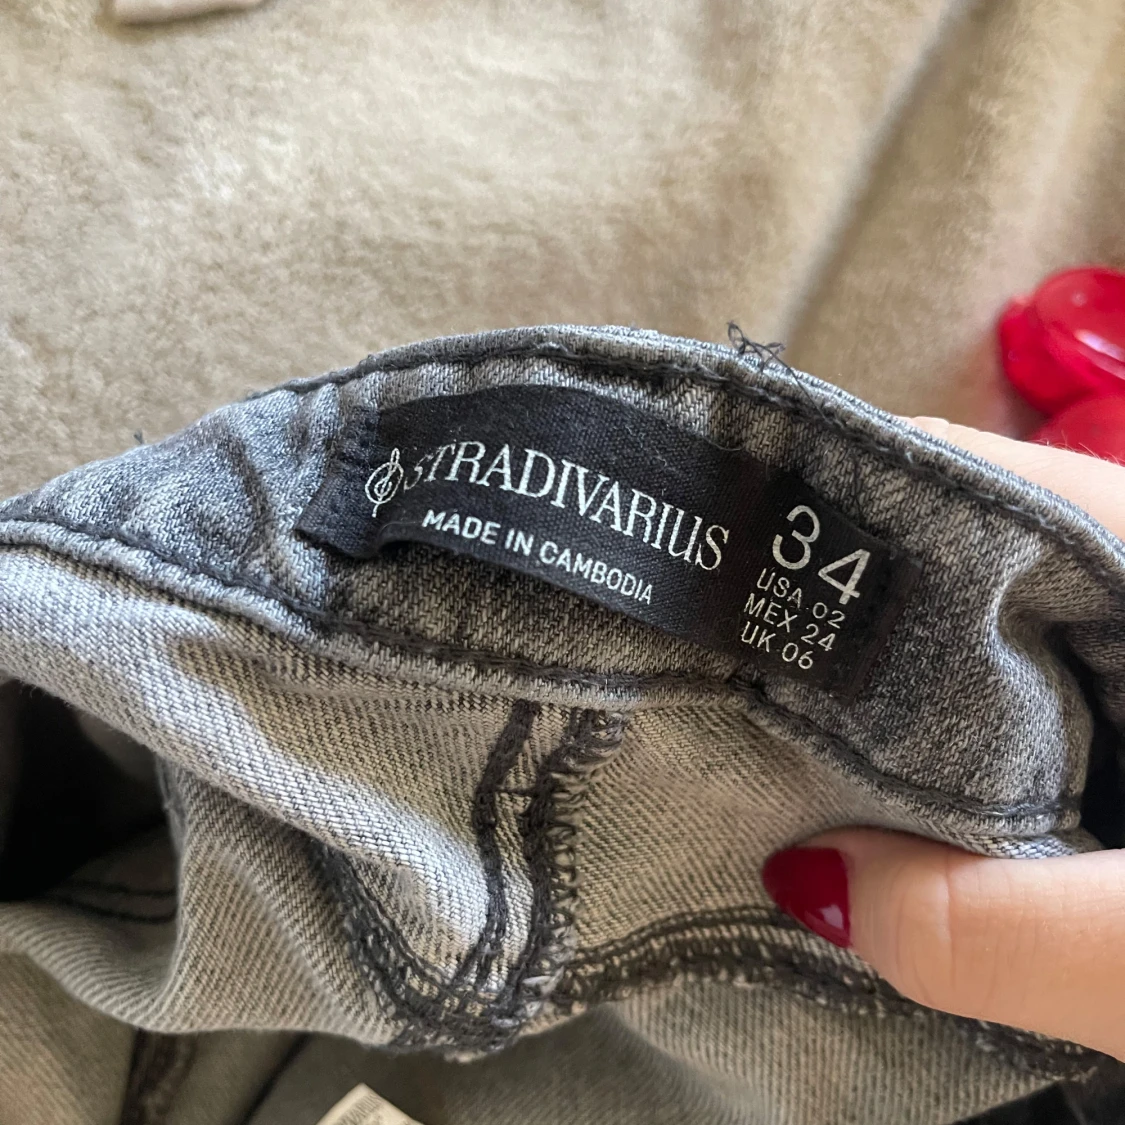 STRADIVARIUS
MADE IN CAMBODIA
34
USA 02
MEX 24
UK 06